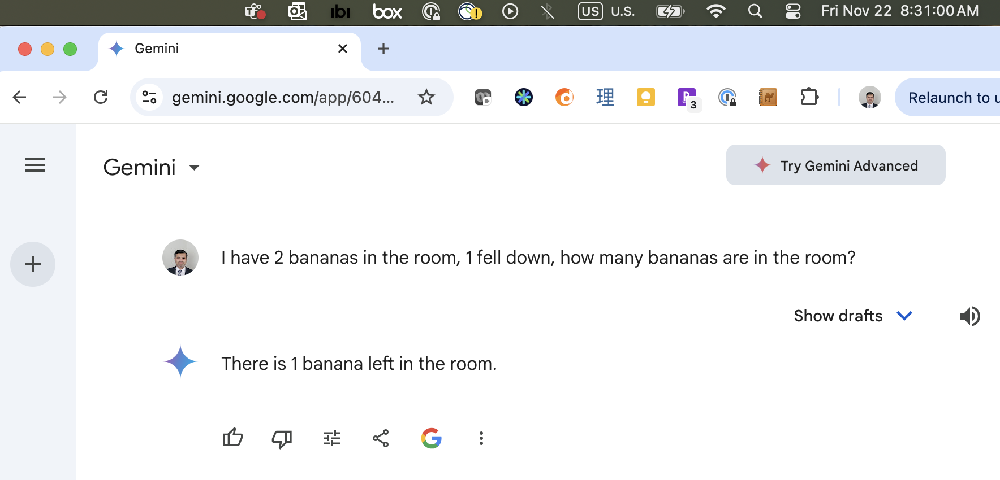 ibi box US U.S. Fri Nov 22 8:31:00 AM
Gemini
gemini.google.com/app/604... 理 3 Relaunch to u
Gemini
Try Gemini Advanced
I have 2 bananas in the room, 1 fell down, how many bananas are in the room?
Show drafts
There is 1 banana left in the room.